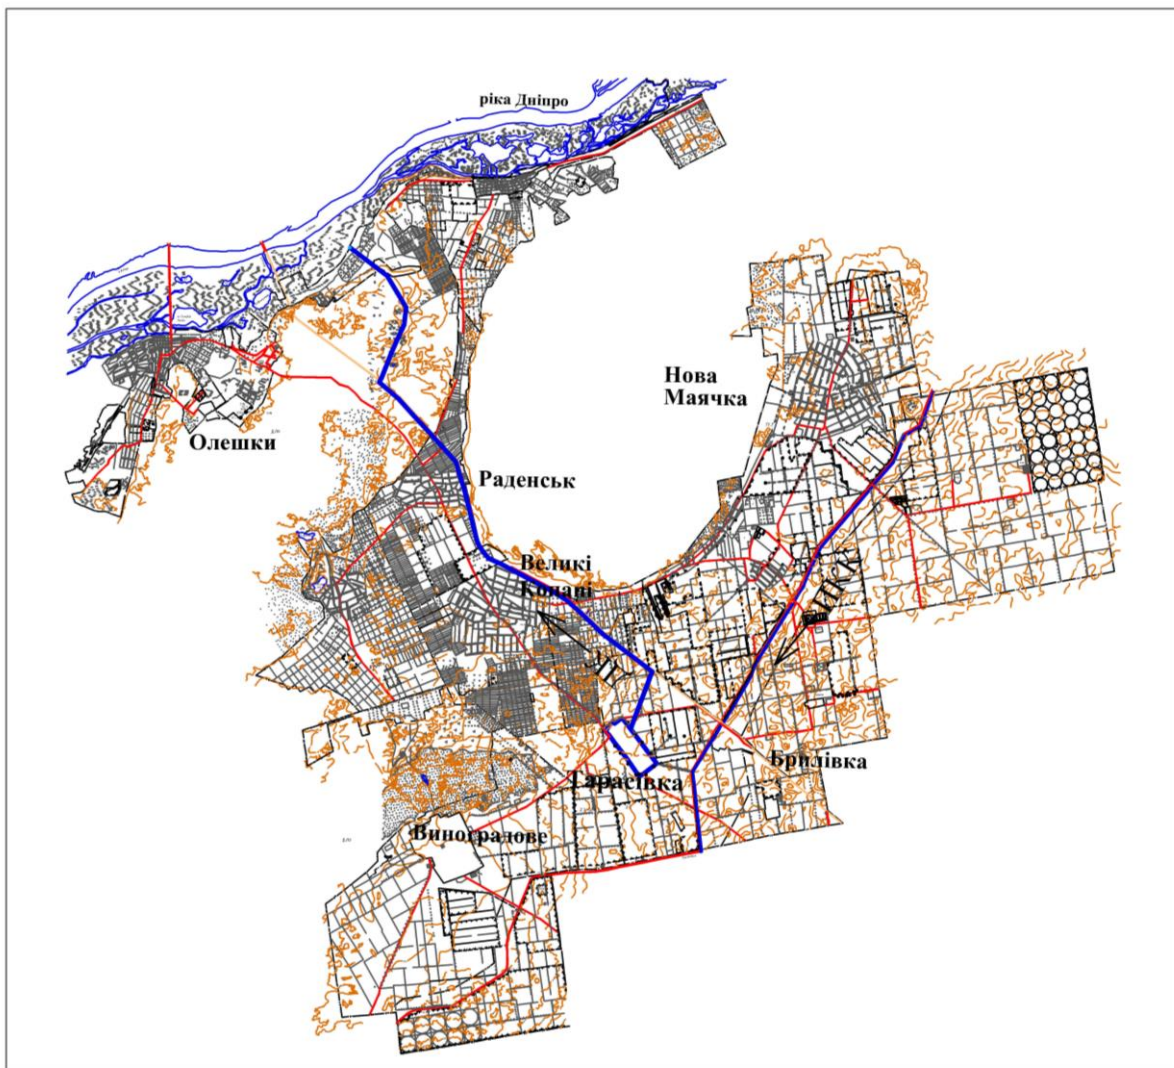 ріка Дніпро
Нова
Маячка
Олешки
Раденськ
Великі
Копані
Брилівка
Тарасівка
Виноградове